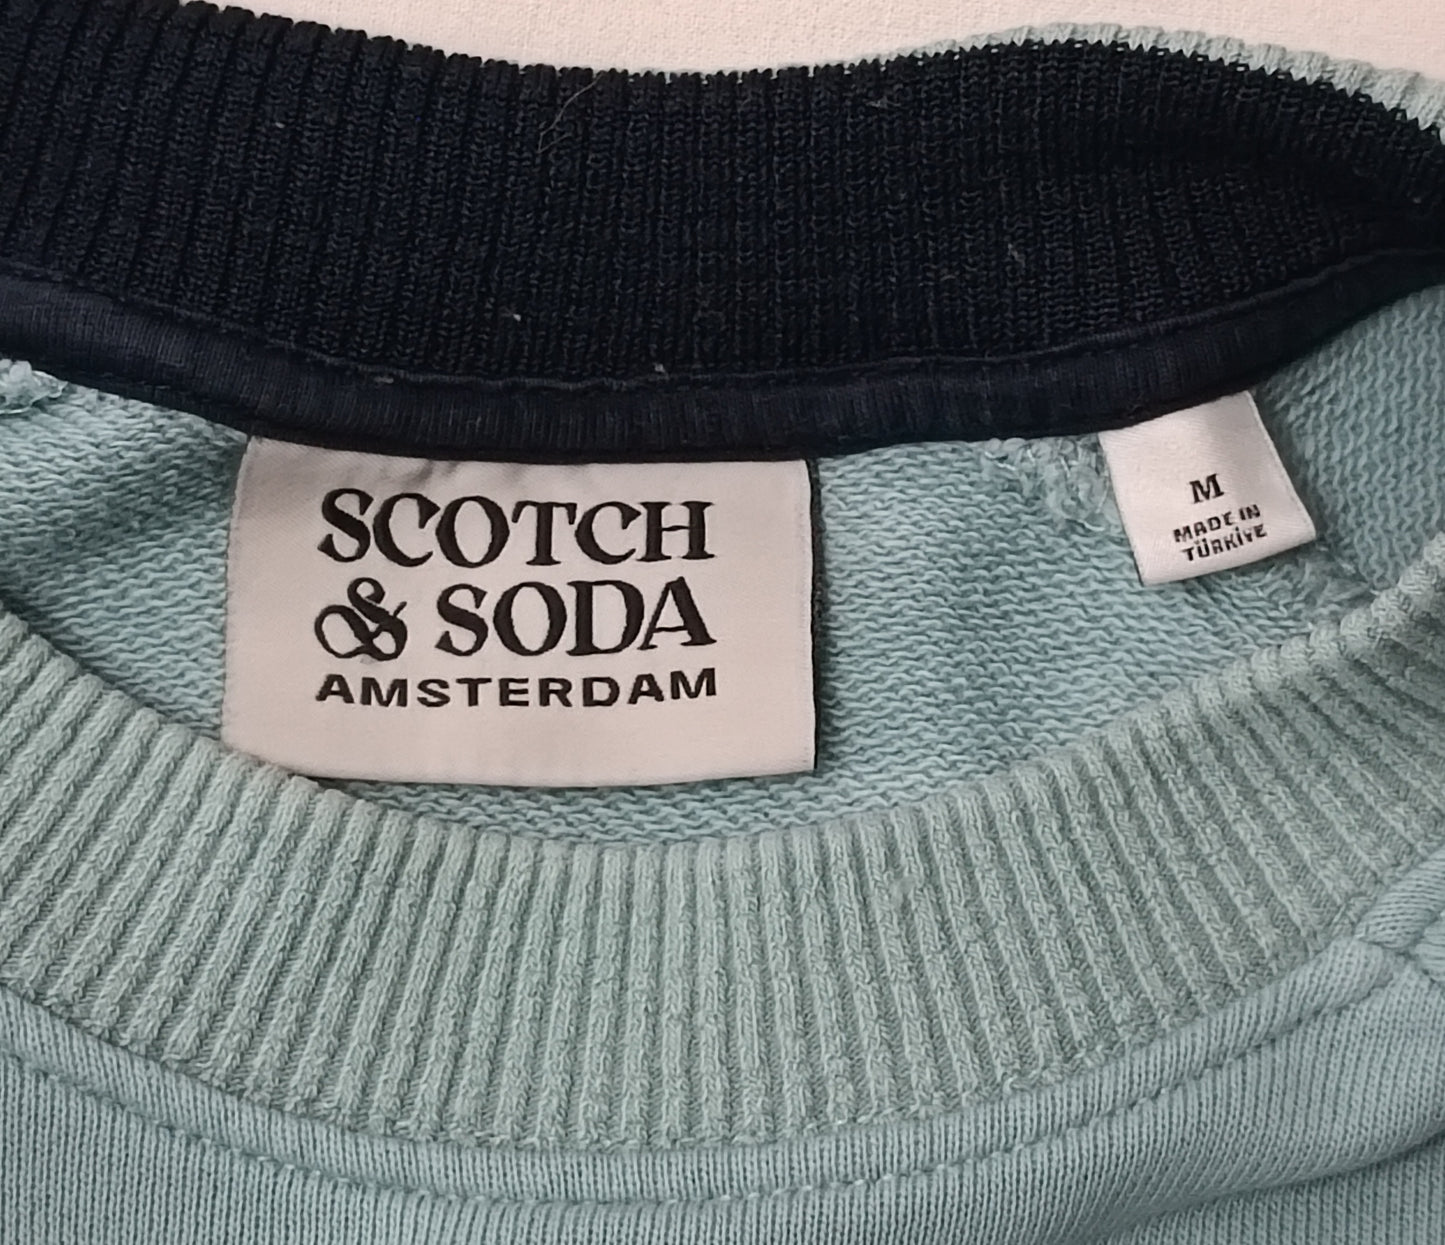 SCOTCH
& SODA
AMSTERDAM
M
MADE IN
TÜRKİYE